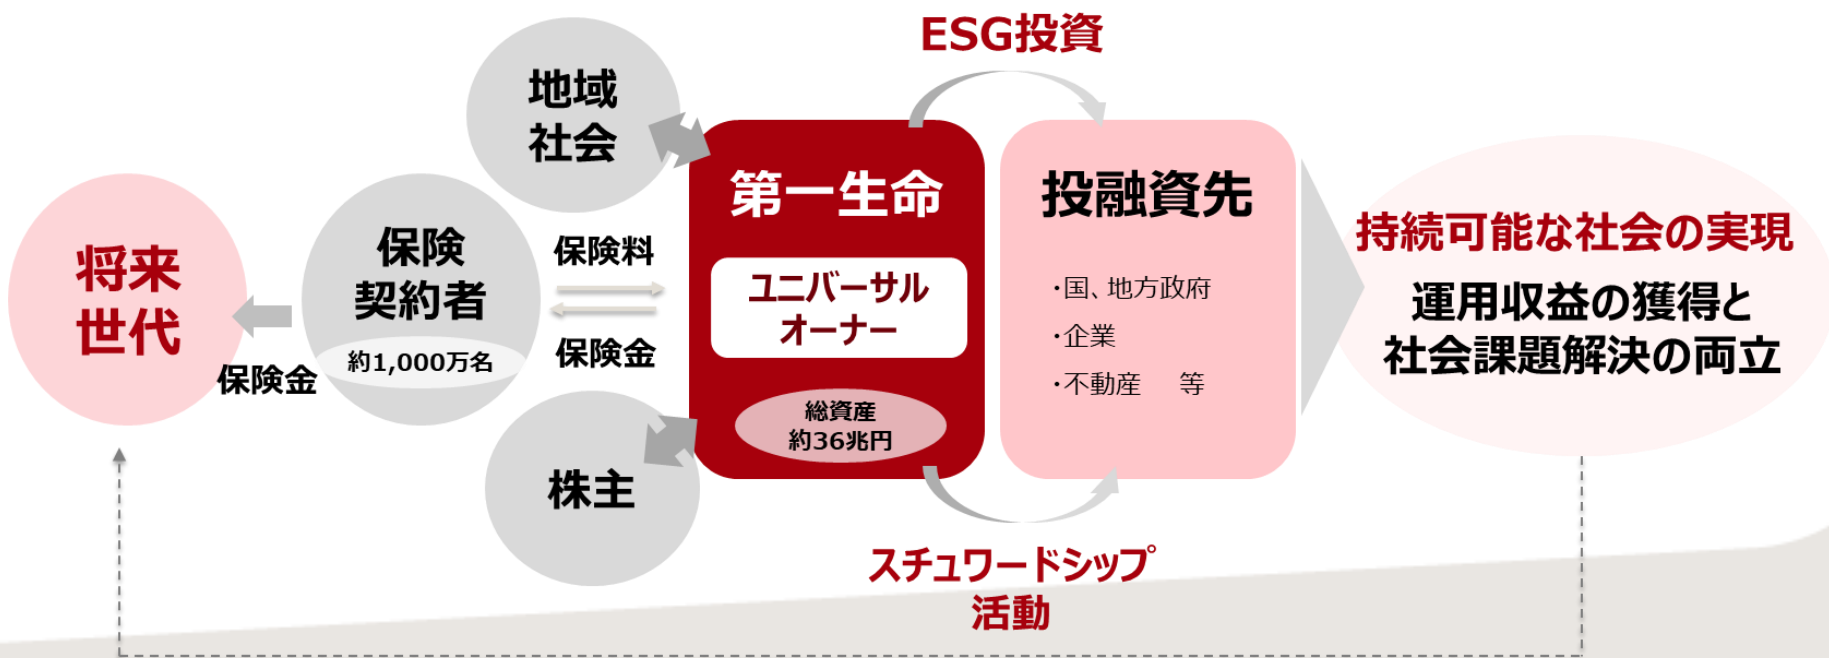 ESG投資
地域
社会
第一生命
投融資先
将来
世代
保険
契約者
約1,000万名
保険料
保険金
保険金
ユニバーサル
オーナー
総資産
約36兆円
・国、地方政府
・企業
・不動産 等
持続可能な社会の実現
運用収益の獲得と
社会課題解決の両立
株主
スチュワードシップ
活動